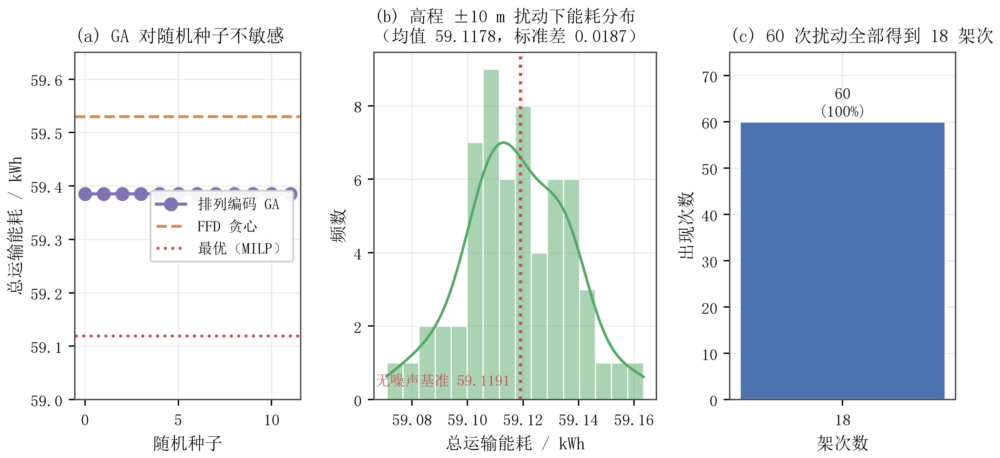 (a) GA 对随机种子不敏感
59.6
59.5
59.4
59.3
59.2
59.1
59.0
总运输能耗 / kWh
排列编码 GA
FFD 贪心
最优（MILP）
0 5 10
随机种子
(b) 高程 ±10 m 扰动下能耗分布
（均值 59.1178，标准差 0.0187）
8
6
4
2
0
频数
无噪声基准 59.1191
59.08 59.10 59.12 59.14 59.16
总运输能耗 / kWh
(c) 60 次扰动全部得到 18 架次
70
60
50
40
30
20
10
0
出现次数
60
(100%)
18
架次数